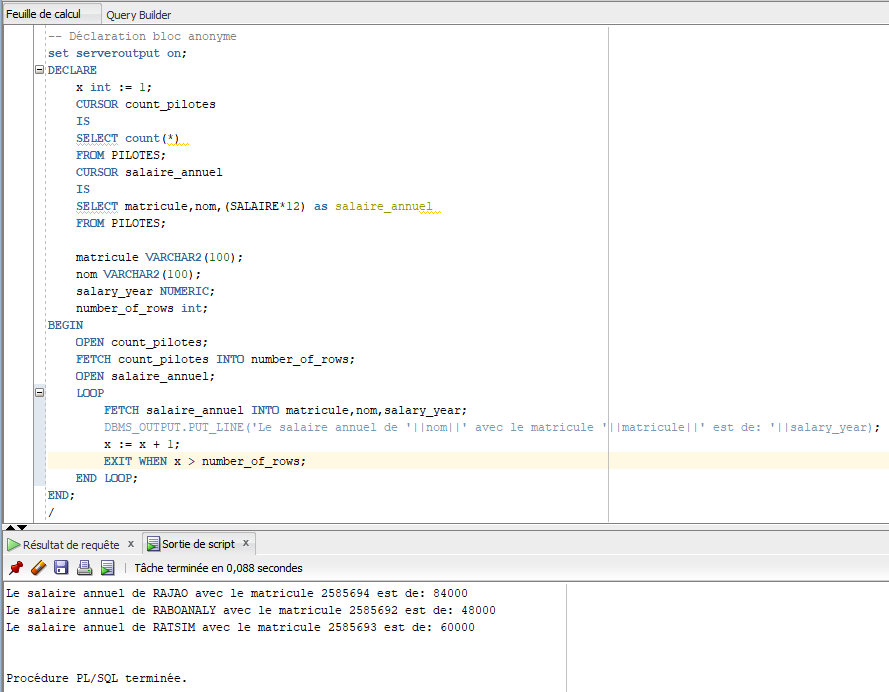 Feuille de calcul Query Builder
-- Déclaration bloc anonyme
set serveroutput on;
DECLARE
x int := 1;
CURSOR count_pilotes
IS
SELECT count(*)
FROM PILOTES;
CURSOR salaire_annuel
IS
SELECT matricule,nom,(SALAIRE*12) as salaire_annuel
FROM PILOTES;
matricule VARCHAR2(100);
nom VARCHAR2(100);
salary_year NUMERIC;
number_of_rows int;
BEGIN
OPEN count_pilotes;
FETCH count_pilotes INTO number_of_rows;
OPEN salaire_annuel;
LOOP
FETCH salaire_annuel INTO matricule,nom,salary_year;
DBMS_OUTPUT.PUT_LINE('Le salaire annuel de '||nom||' avec le matricule '||matricule||' est de: '||salary_year);
x := x + 1;
EXIT WHEN x > number_of_rows;
END LOOP;
END;
/
Résultat de requête x Sortie de script x
Tâche terminée en 0,088 secondes
Le salaire annuel de RAJAO avec le matricule 2585694 est de: 84000
Le salaire annuel de RABOANALY avec le matricule 2585692 est de: 48000
Le salaire annuel de RATSIM avec le matricule 2585693 est de: 60000
Procédure PL/SQL terminée.